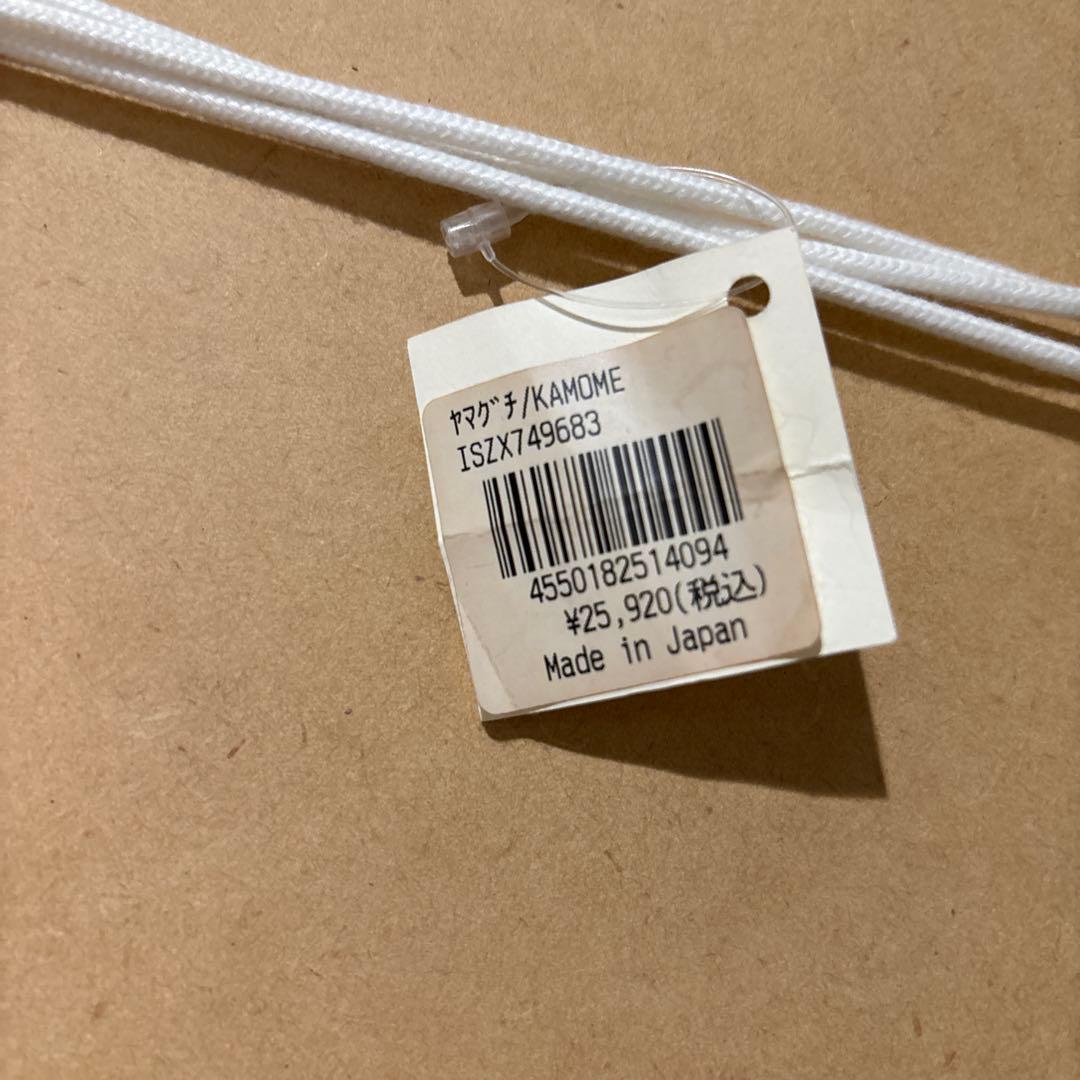 ﾔﾏｸﾞﾁ/KAMOME
ISZX749683
4550182514094
¥25,920(税込)
Made in Japan